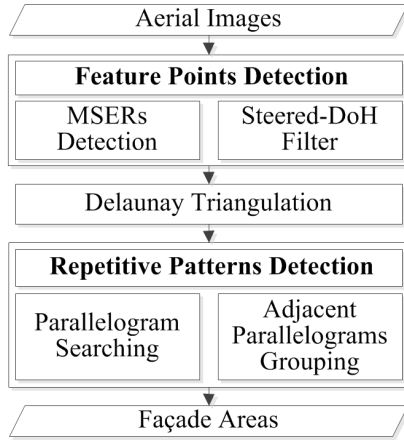 Aerial Images
Feature Points Detection
MSERs
Detection
Steered-DoH
Filter
Delaunay Triangulation
Repetitive Patterns Detection
Parallelogram
Searching
Adjacent
Parallelograms
Grouping
Façade Areas